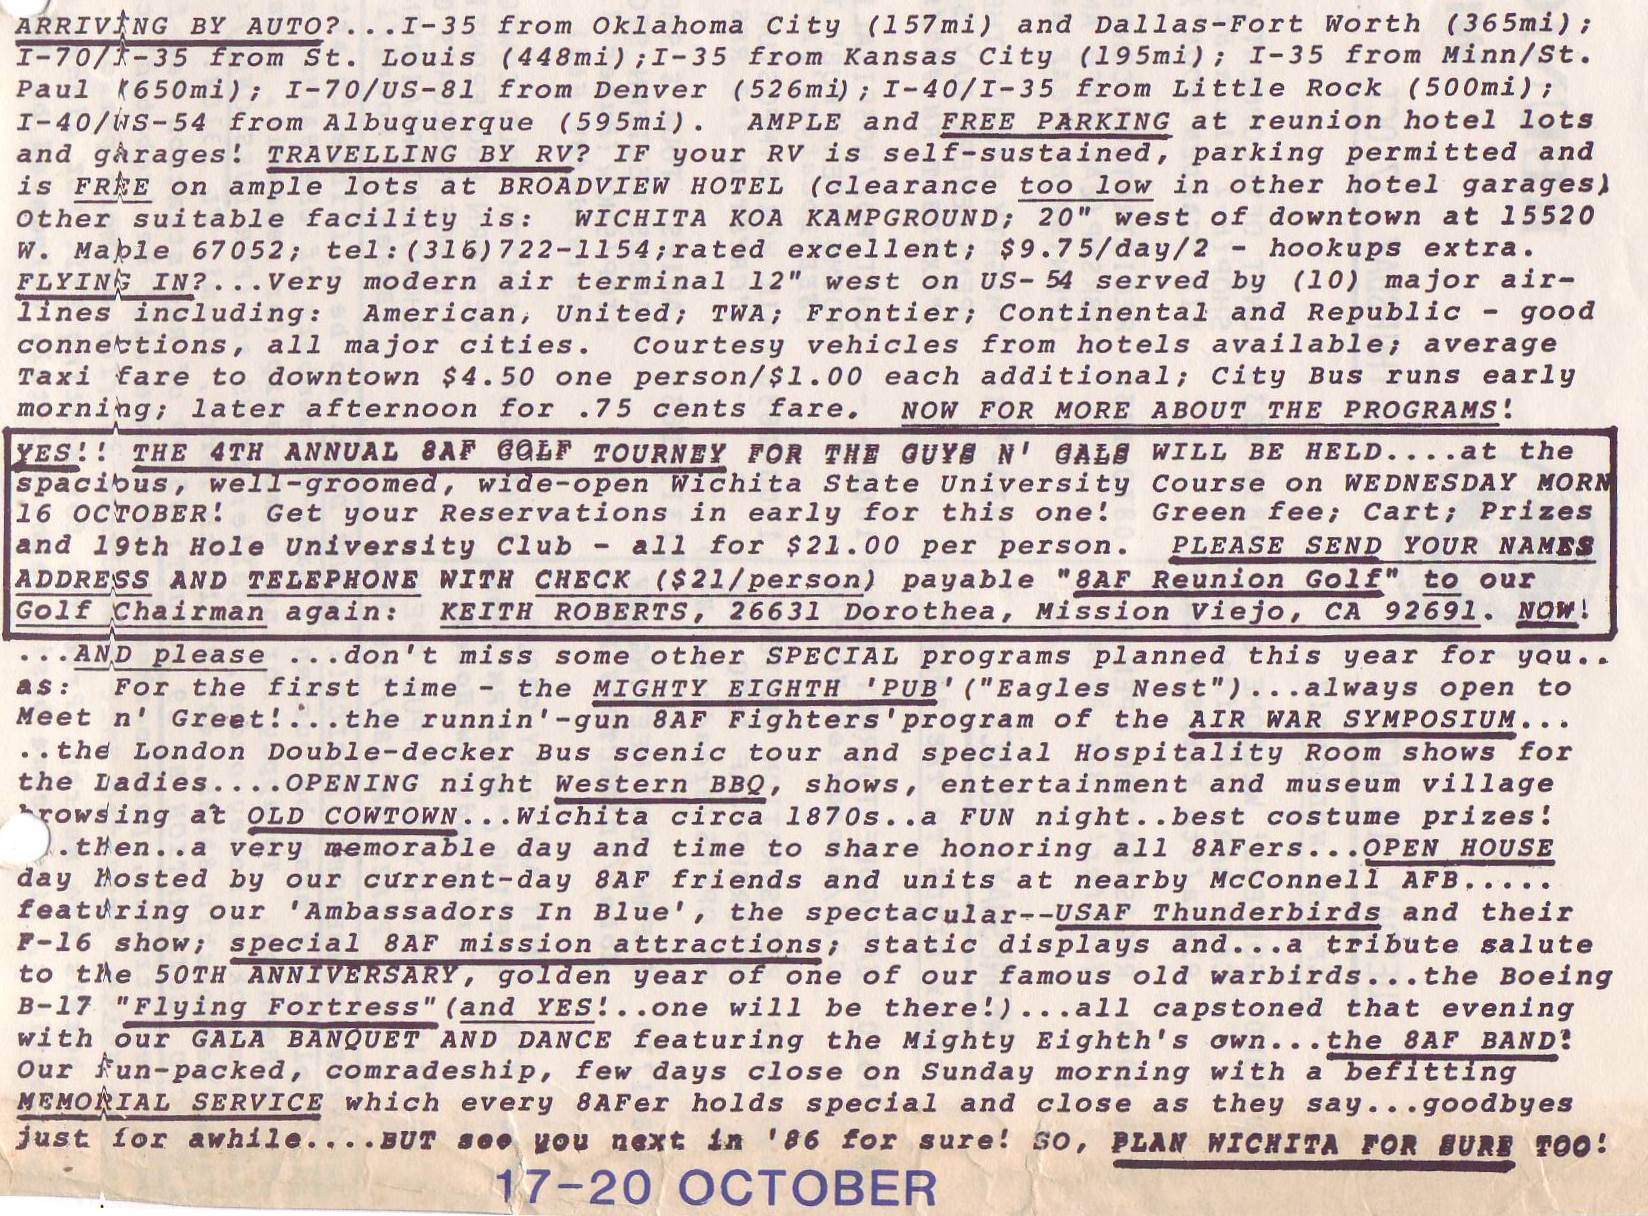 ARRIVING BY AUTO?...I-35 from Oklahoma City (157mi) and Dallas-Fort Worth (365mi);
I-70/I-35 from St. Louis (448mi);I-35 from Kansas City (195mi); I-35 from Minn/St.
Paul (650mi); I-70/US-81 from Denver (526mi); I-40/I-35 from Little Rock (500mi);
I-40/US-54 from Albuquerque (595mi). AMPLE and FREE PARKING at reunion hotel lots
and garages! TRAVELLING BY RV? IF your RV is self-sustained, parking permitted and
is FREE on ample lots at BROADVIEW HOTEL (clearance too low in other hotel garages)
Other suitable facility is: WICHITA KOA KAMPGROUND; 20" west of downtown at 15520
W. Maple 67052; tel:(316)722-1154;rated excellent; $9.75/day/2 - hookups extra.
FLYING IN?...Very modern air terminal 12" west on US-54 served by (10) major air-
lines including: American, United; TWA; Frontier; Continental and Republic - good
connections, all major cities. Courtesy vehicles from hotels available; average
Taxi fare to downtown $4.50 one person/$1.00 each additional; City Bus runs early
morning; later afternoon for .75 cents fare. NOW FOR MORE ABOUT THE PROGRAMS!
YES!! THE 4TH ANNUAL 8AF GOLF TOURNEY FOR THE GUYS N' GALS WILL BE HELD....at the
spacious, well-groomed, wide-open Wichita State University Course on WEDNESDAY MORN
16 OCTOBER! Get your Reservations in early for this one! Green fee; Cart; Prizes
and 19th Hole University Club - all for $21.00 per person. PLEASE SEND YOUR NAMES
ADDRESS AND TELEPHONE WITH CHECK ($21/person) payable "8AF Reunion Golf" to our
Golf Chairman again: KEITH ROBERTS, 26631 Dorothea, Mission Viejo, CA 92691. NOW!
...AND please ...don't miss some other SPECIAL programs planned this year for you..
as: For the first time - the MIGHTY EIGHTH 'PUB'("Eagles Nest")...always open to
Meet n' Greet!...the runnin'-gun 8AF Fighters'program of the AIR WAR SYMPOSIUM...
..the London Double-decker Bus scenic tour and special Hospitality Room shows for
the Ladies....OPENING night Western BBQ, shows, entertainment and museum village
browsing at OLD COWTOWN...Wichita circa 1870s..a FUN night..best costume prizes!
..then..a very memorable day and time to share honoring all 8AFers...OPEN HOUSE
day hosted by our current-day 8AF friends and units at nearby McConnell AFB.....
featuring our 'Ambassadors In Blue', the spectacular--USAF Thunderbirds and their
F-16 show; special 8AF mission attractions; static displays and...a tribute salute
to the 50TH ANNIVERSARY, golden year of one of our famous old warbirds...the Boeing
B-17 "Flying Fortress"(and YES!..one will be there!)...all capstoned that evening
with our GALA BANQUET AND DANCE featuring the Mighty Eighth's own...the 8AF BAND!
Our fun-packed, comradeship, few days close on Sunday morning with a befitting
MEMORIAL SERVICE which every 8AFer holds special and close as they say...goodbyes
just for awhile....BUT see you next in '86 for sure! SO, PLAN WICHITA FOR SURE TOO!
17-20 OCTOBER